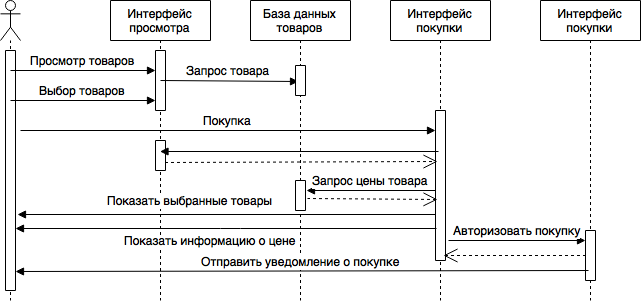 Интерфейс
просмотра
База данных
товаров
Интерфейс
покупки
Интерфейс
покупки
Просмотр товаров
Запрос товара
Выбор товаров
Покупка
Запрос цены товара
Показать выбранные товары
Авторизовать покупку
Показать информацию о цене
Отправить уведомление о покупке